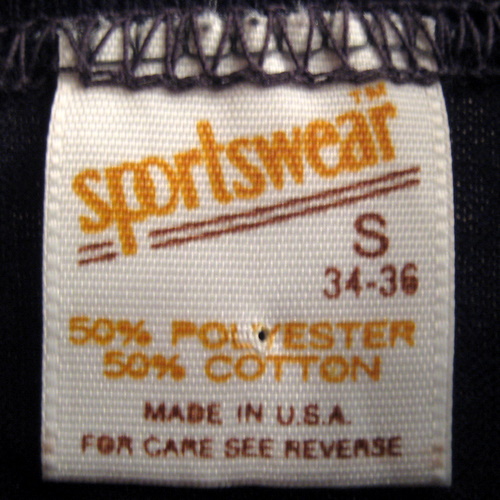 sportswear™
S
34-36
50% POLYESTER
50% COTTON
MADE IN U.S.A.
FOR CARE SEE REVERSE